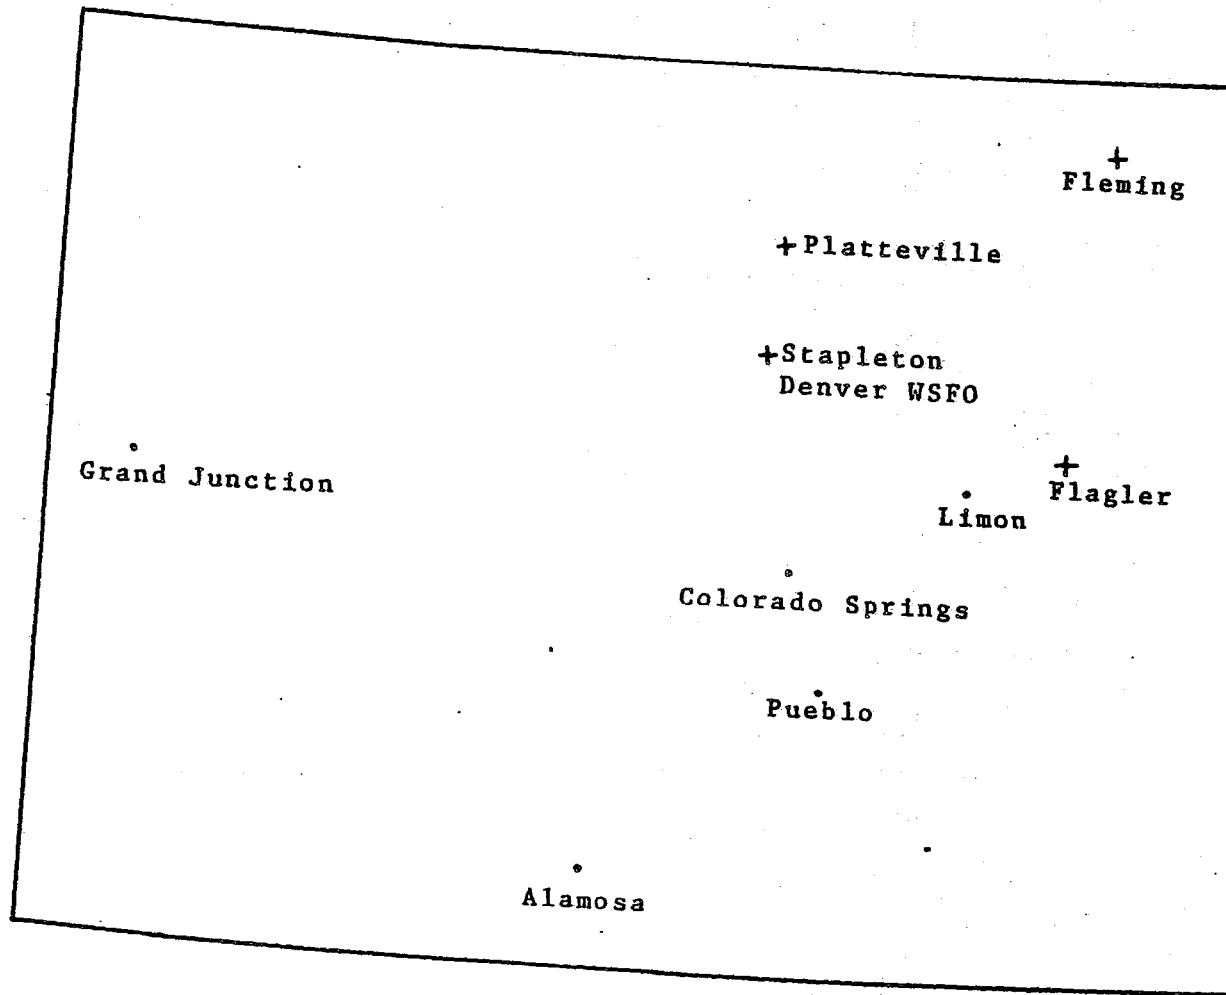 Fleming
Platteville
Stapleton
Denver WSFO
Grand Junction
Flagler
Limon
Colorado Springs
Pueblo
Alamosa